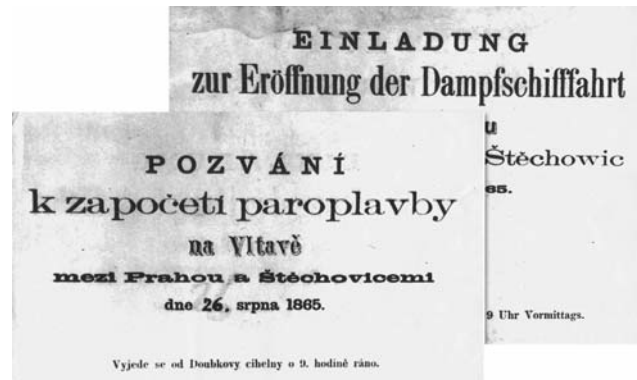 EINLADUNG
zur Eröffnung der Dampfschifffahrt
u
Štěchowic
65.
9 Uhr Vormittags.
POZVÁNÍ
k započetí paroplavby
na Vltavě
mezi Prahou a Štěchovicemi
dne 26. srpna 1865.
Vyjede se od Doubkovy cihelny o 9. hodině ráno.